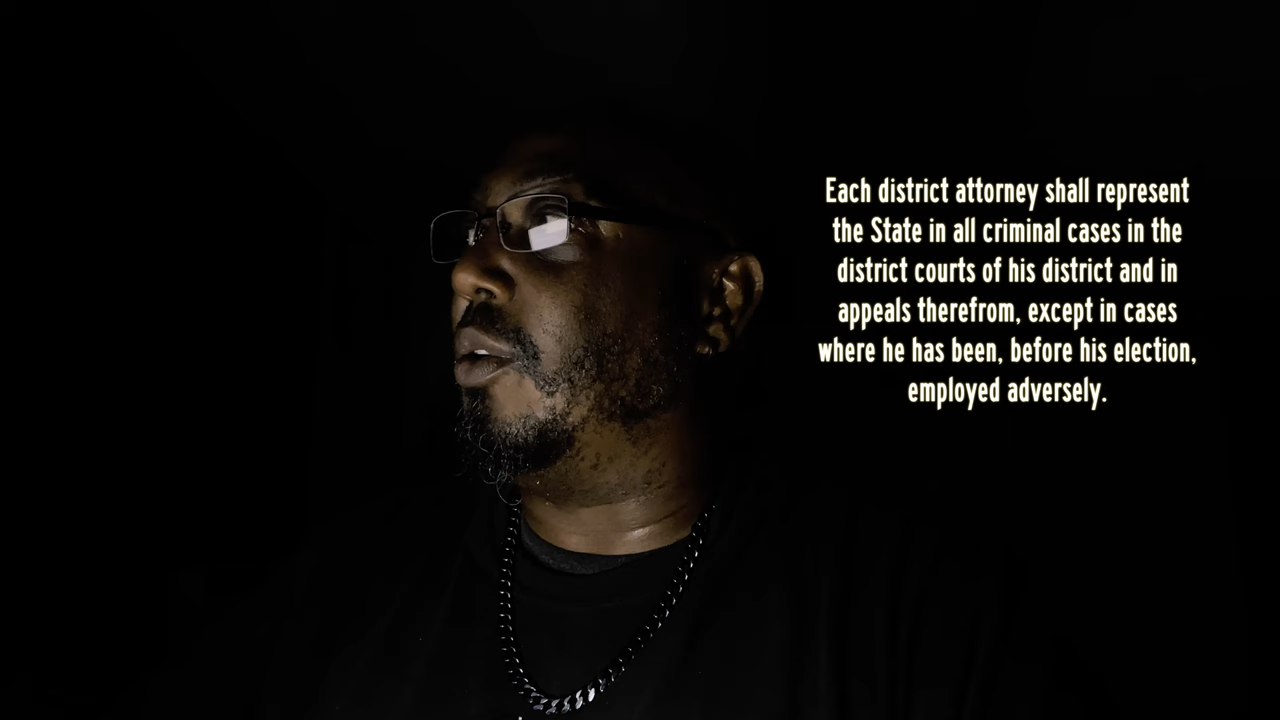 Each district attorney shall represent
the State in all criminal cases in the
district courts of his district and in
appeals therefrom, except in cases
where he has been, before his election,
employed adversely.